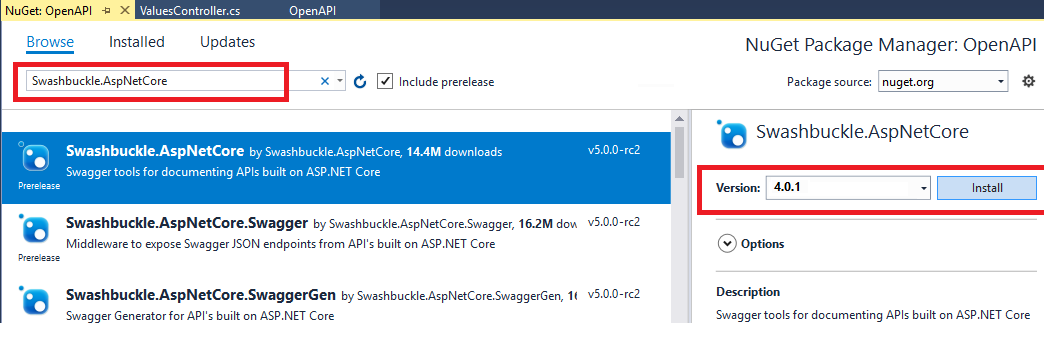 NuGet: OpenAPI
ValuesController.cs
OpenAPI
Browse
Installed
Updates
NuGet Package Manager: OpenAPI
Swashbuckle.AspNetCore
Include prerelease
Package source:
nuget.org
Swashbuckle.AspNetCore by Swashbuckle.AspNetCore, 14.4M downloads
v5.0.0-rc2
Swagger tools for documenting APIs built on ASP.NET Core
Prerelease
Swashbuckle.AspNetCore.Swagger by Swashbuckle.AspNetCore.Swagger, 16.2M dow
v5.0.0-rc2
Middleware to expose Swagger JSON endpoints from API's built on ASP.NET Core
Prerelease
Swashbuckle.AspNetCore.SwaggerGen by Swashbuckle.AspNetCore.SwaggerGen, 16
v5.0.0-rc2
Swagger Generator for API's built on ASP.NET Core
Swashbuckle.AspNetCore
Version:
4.0.1
Install
Options
Description
Swagger tools for documenting APIs built on ASP.NET Core